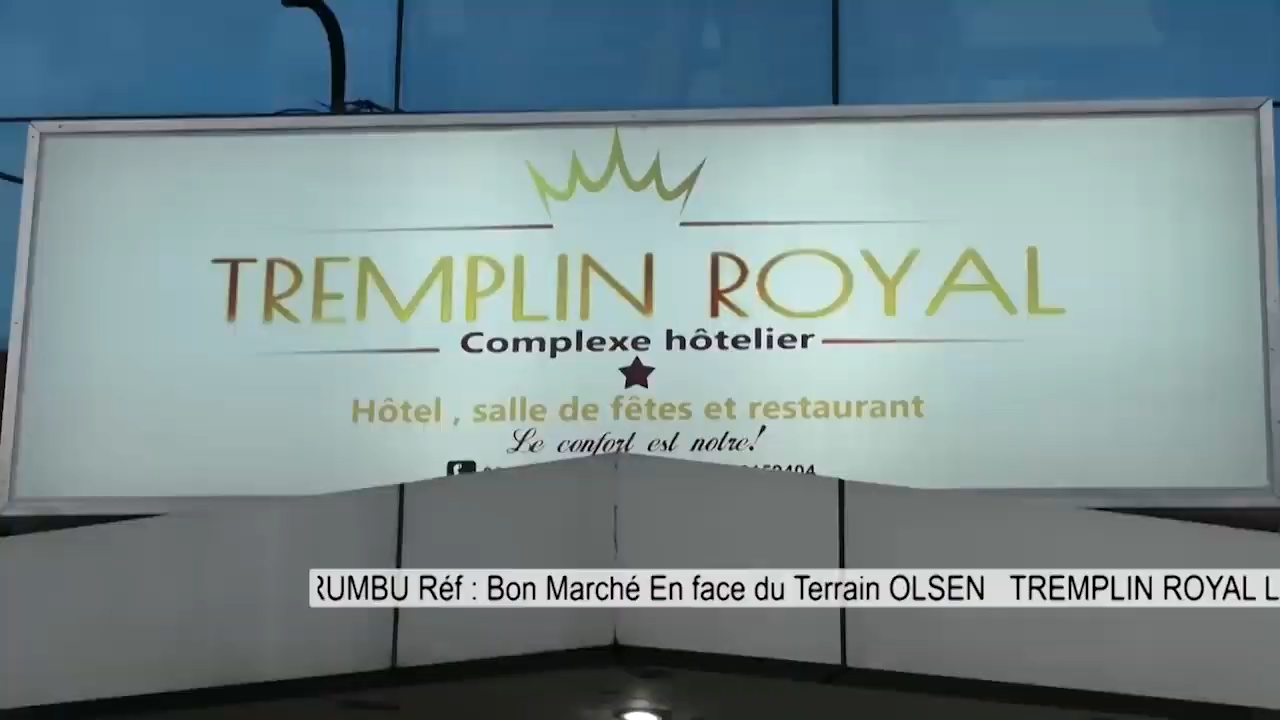 TREMPLIN ROYAL
Complexe hôtelier
Hôtel , salle de fêtes et restaurant
Le confort est notre!
RUMBU Réf : Bon Marché En face du Terrain OLSEN TREMPLIN ROYAL L